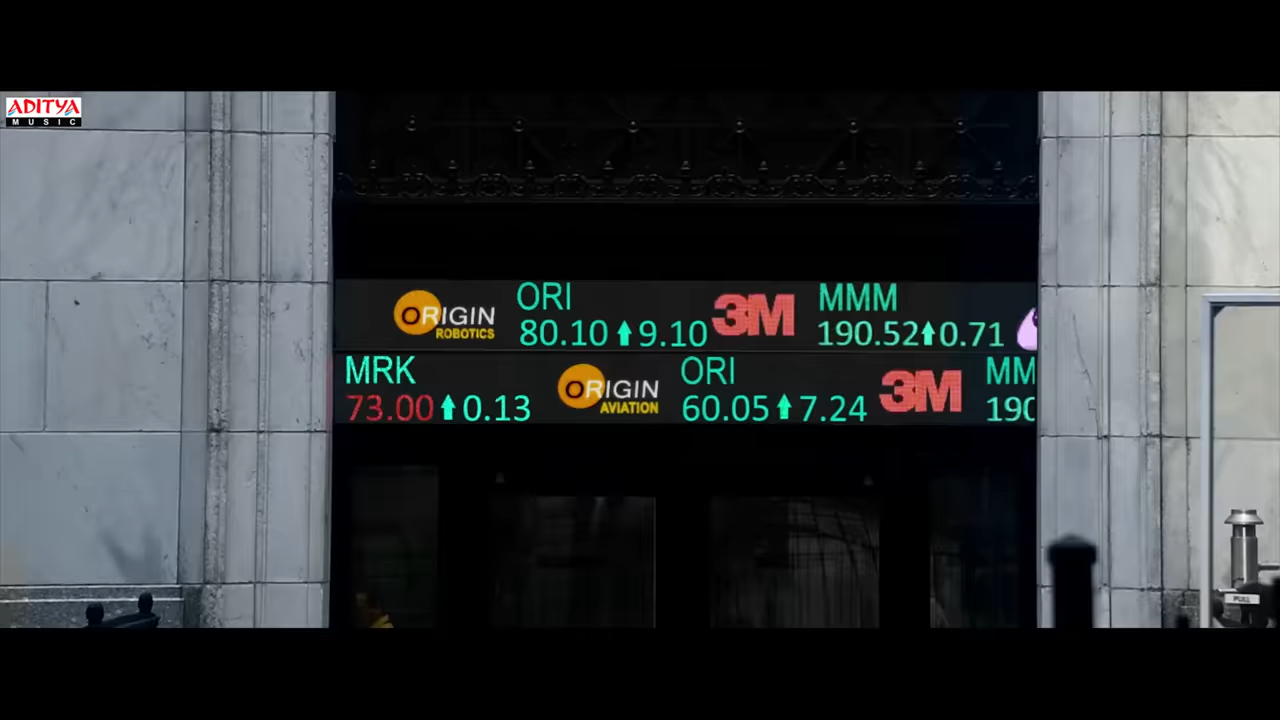 ADITYA
MUSIC
ORIGIN
ROBOTICS
ORI
80.10 9.10
3M
MMM
190.52 0.71
MRK
73.00 0.13
ORIGIN
AVIATION
ORI
60.05 7.24
3M
MM
190
PULL